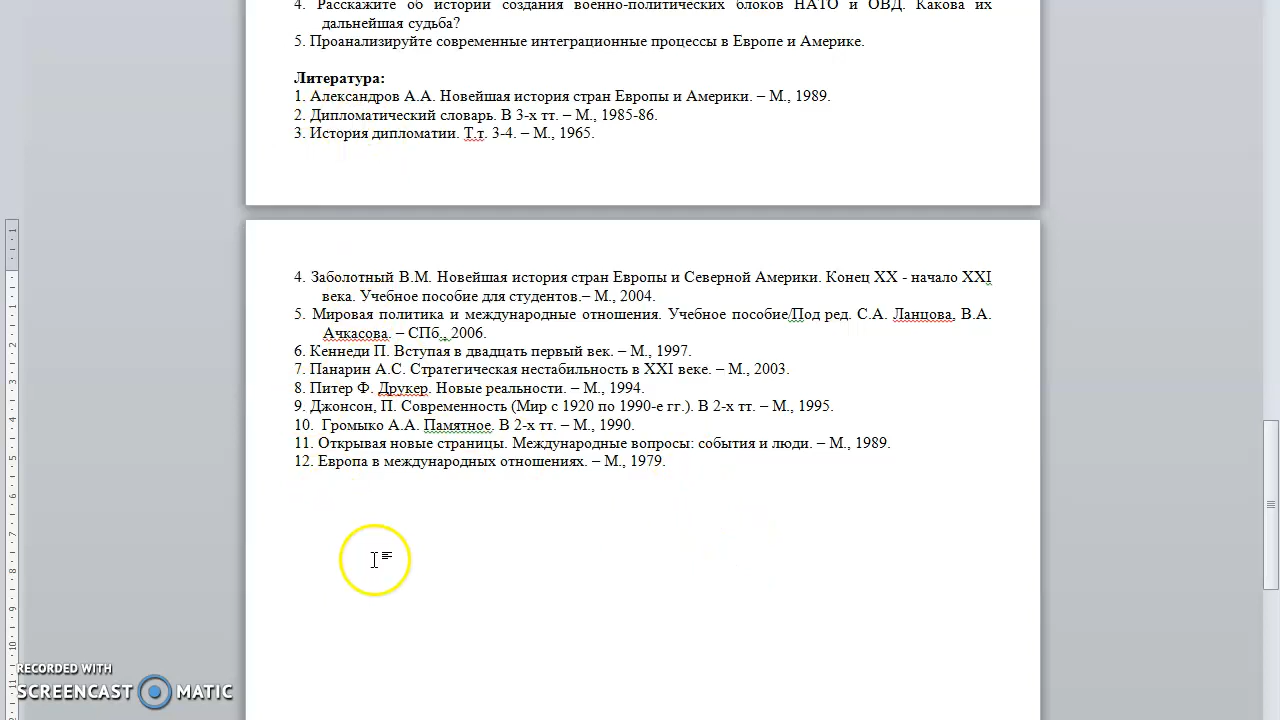 4. Расскажите об истории создания военно-политических блоков НАТО и ОВД. Какова их
дальнейшая судьба?
5. Проанализируйте современные интеграционные процессы в Европе и Америке.
Литература:
1. Александров А.А. Новейшая история стран Европы и Америки. – М., 1989.
2. Дипломатический словарь. В 3-х тт. – М., 1985-86.
3. История дипломатии. Т.т. 3-4. – М., 1965.
4. Заболотный В.М. Новейшая история стран Европы и Северной Америки. Конец XX - начало XXI
века. Учебное пособие для студентов.– М., 2004.
5. Мировая политика и международные отношения. Учебное пособие/Под ред. С.А. Ланцова, В.А.
Ачкасова. – СПб., 2006.
6. Кеннеди П. Вступая в двадцать первый век. – М., 1997.
7. Панарин А.С. Стратегическая нестабильность в XXI веке. – М., 2003.
8. Питер Ф. Друкер. Новые реальности. – М., 1994.
9. Джонсон, П. Современность (Мир с 1920 по 1990-е гг.). В 2-х тт. – М., 1995.
10. Громыко А.А. Памятное. В 2-х тт. – М., 1990.
11. Открывая новые страницы. Международные вопросы: события и люди. – М., 1989.
12. Европа в международных отношениях. – М., 1979.
RECORDED WITH
SCREENCAST MATIC